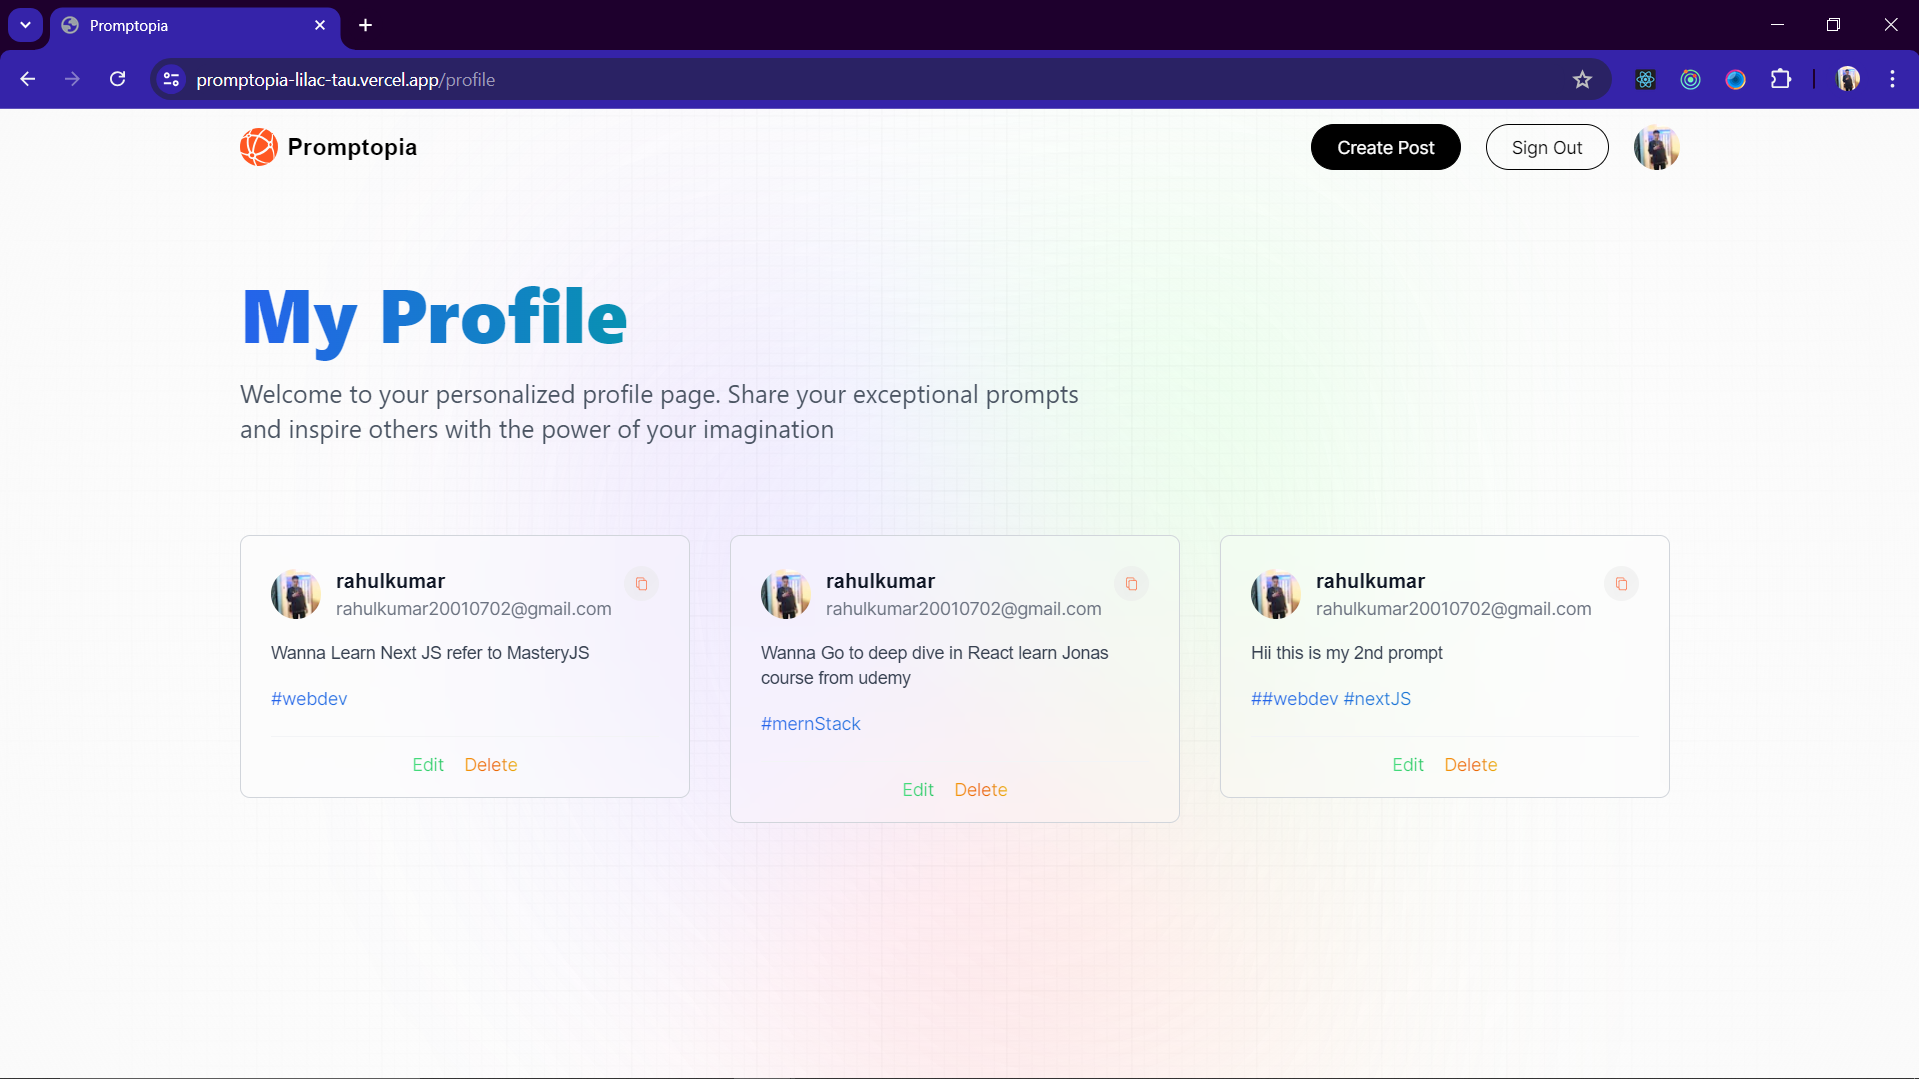 Promptopia
promptopia-lilac-tau.vercel.app/profile
Promptopia
Create Post
Sign Out
My Profile
Welcome to your personalized profile page. Share your exceptional prompts
and inspire others with the power of your imagination
rahulkumar
rahulkumar20010702@gmail.com
Wanna Learn Next JS refer to MasteryJS
#webdev
Edit Delete
rahulkumar
rahulkumar20010702@gmail.com
Wanna Go to deep dive in React learn Jonas
course from udemy
#mernStack
Edit Delete
rahulkumar
rahulkumar20010702@gmail.com
Hii this is my 2nd prompt
##webdev #nextJS
Edit Delete